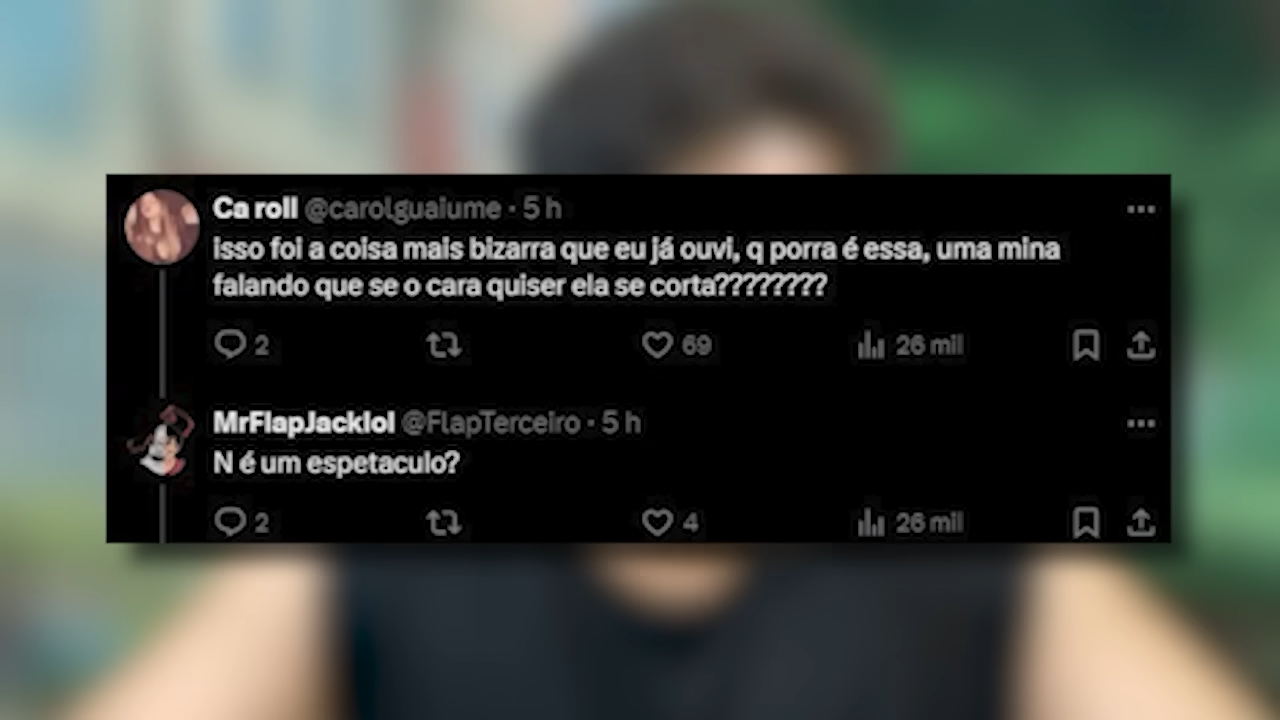 Ca roll @carolguaiume · 5 h
isso foi a coisa mais bizarra que eu já ouvi, q porra é essa, uma mina
falando que se o cara quiser ela se corta????????
2 69 26 mil
MrFlapJacklol @FlapTerceiro · 5 h
N é um espetaculo?
2 4 26 mil